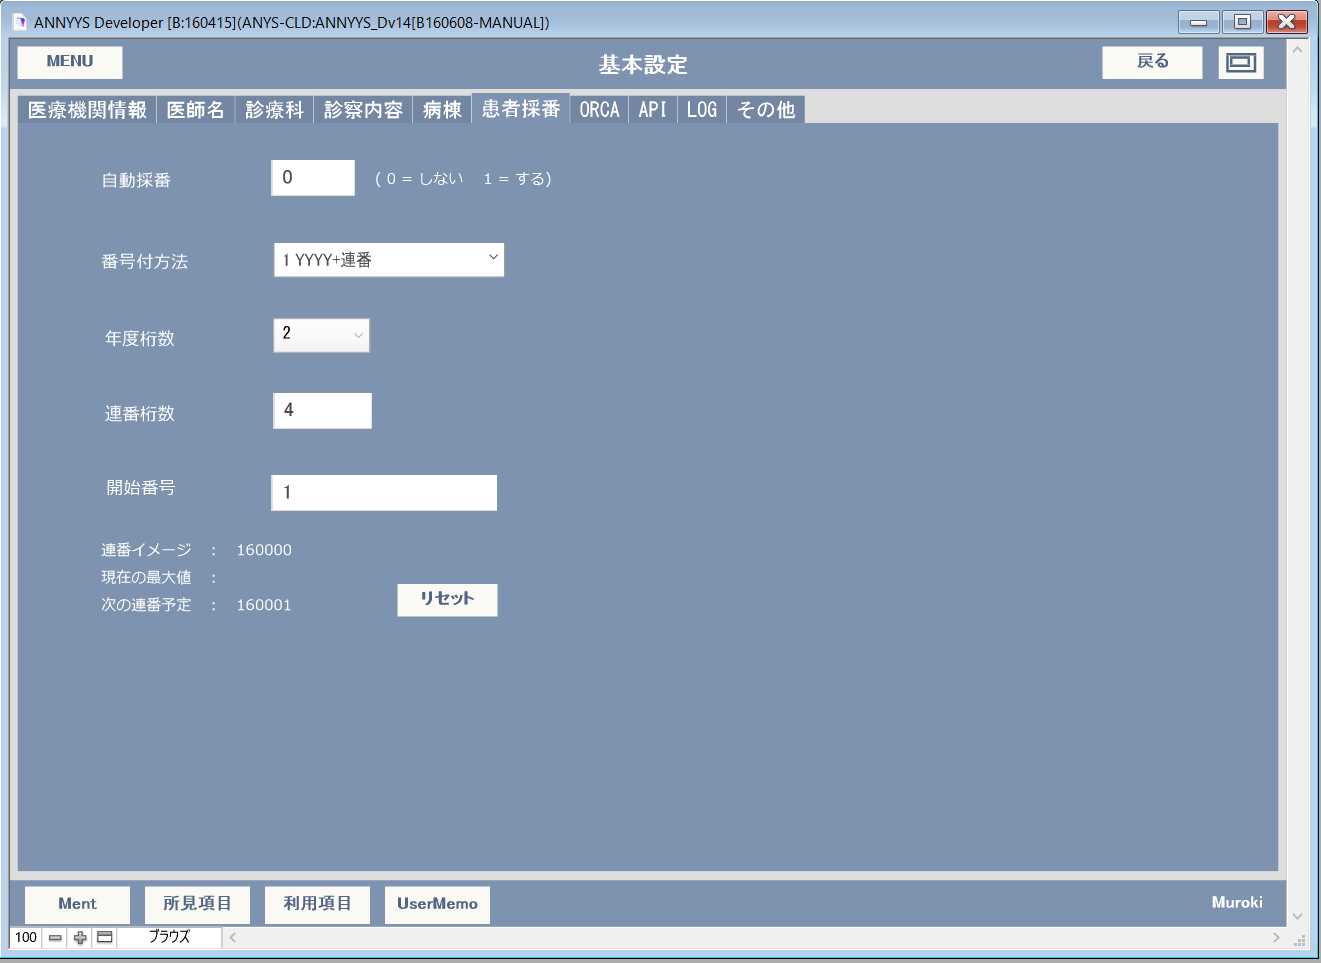 ANNYYS Developer [B:160415](ANYS-CLD:ANNYYS_Dv14[B160608-MANUAL])
MENU 基本設定 戻る
医療機関情報 医師名 診療科 診察内容 病棟 患者採番 ORCA API LOG その他
自動採番 0 ( 0 = しない 1 = する)
番号付方法 1 YYYY+連番
年度桁数 2
連番桁数 4
開始番号 1
連番イメージ : 160000
現在の最大値 :
次の連番予定 : 160001 リセット
Ment 所見項目 利用項目 UserMemo Muroki
100 ブラウズ